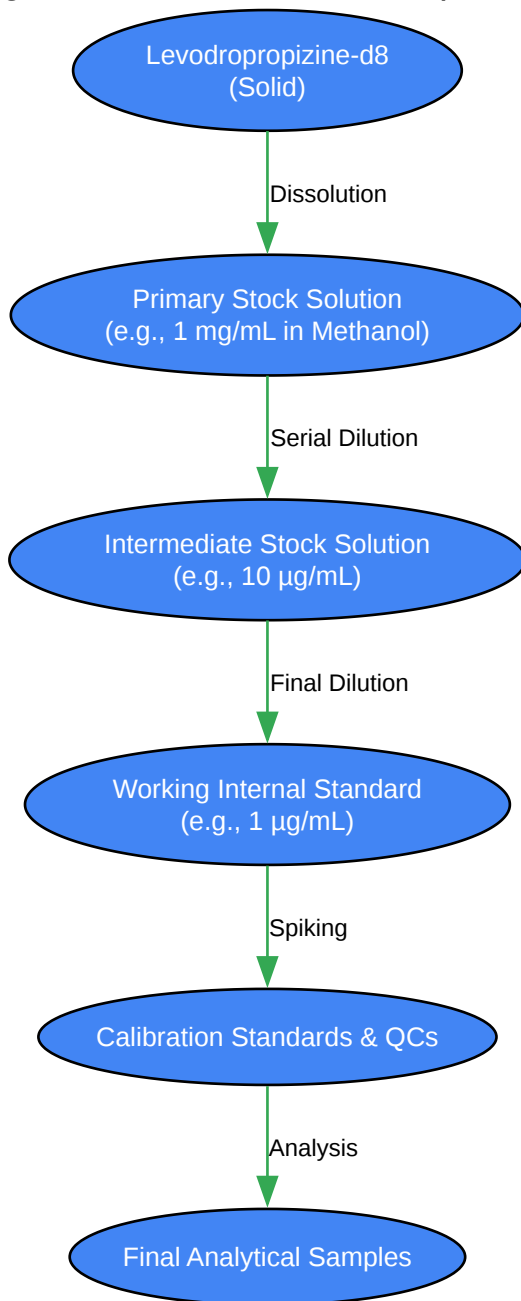 Levodropropizine-d8
(Solid)
Dissolution
Primary Stock Solution
(e.g., 1 mg/mL in Methanol)
Serial Dilution
Intermediate Stock Solution
(e.g., 10 µg/mL)
Final Dilution
Working Internal Standard
(e.g., 1 µg/mL)
Spiking
Calibration Standards & QCs
Analysis
Final Analytical Samples